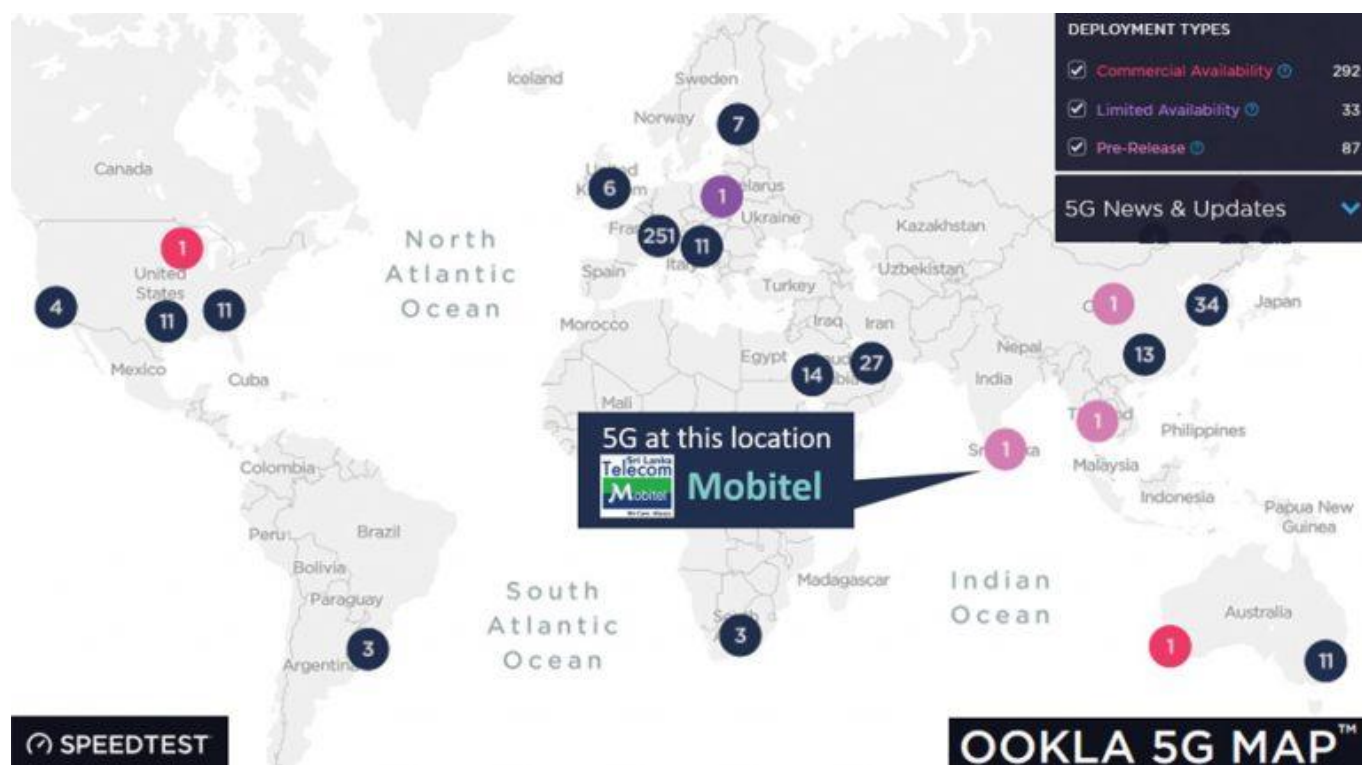 DEPLOYMENT TYPES
Commercial Availability 292
Limited Availability 33
Pre-Release 87
5G News & Updates
Iceland
Sweden
Norway
7
Canada
United
6
1
Belarus
Ukraine
Kazakhstan
251
11
Spain
Italy
Uzbekistan
Turkey
North
Atlantic
Ocean
1
United
States
4
11
11
Mexico
Cuba
Morocco
Iraq
Iran
Egypt
14
27
Nepal
India
1
34
Japan
13
Mali
1
Philippines
5G at this location
Sri Lanka
Telecom
Mobitel
Mobitel
1
Malaysia
Indonesia
Papua New
Guinea
Colombia
Peru
Brazil
Bolivia
Paraguay
Argentina
3
South
Atlantic
Ocean
Madagascar
South
3
Indian
Ocean
Australia
1
11
SPEEDTEST
OOKLA 5G MAP™